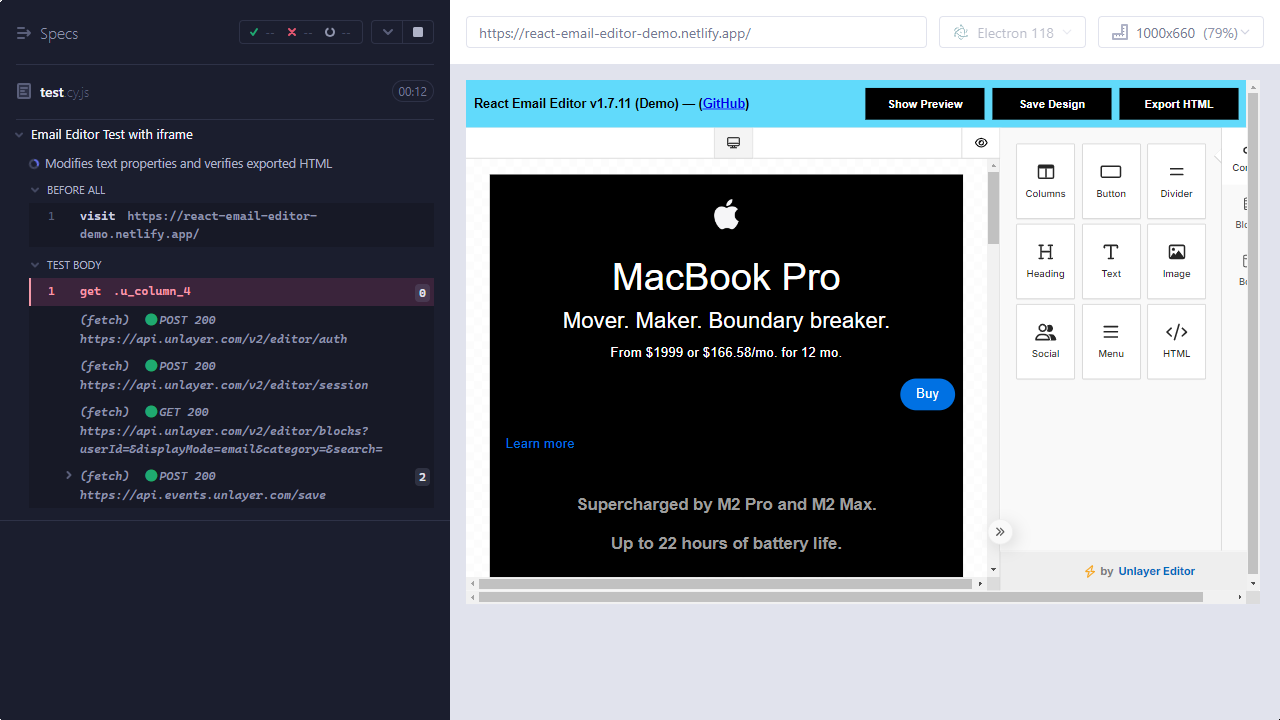 Specs
-- -- --
test.cy.js
00:12
Email Editor Test with iframe
Modifies text properties and verifies exported HTML
BEFORE ALL
1 visit https://react-email-editor-
demo.netlify.app/
TEST BODY
1 get .u_column_4 0
(fetch) POST 200
https://api.unlayer.com/v2/editor/auth
(fetch) POST 200
https://api.unlayer.com/v2/editor/session
(fetch) GET 200
https://api.unlayer.com/v2/editor/blocks?
userId=&displayMode=email&category=&search=
(fetch) POST 200 2
https://api.events.unlayer.com/save
https://react-email-editor-demo.netlify.app/
Electron 118
1000x660 (79%)
React Email Editor v1.7.11 (Demo) — (GitHub)
Show Preview
Save Design
Export HTML
MacBook Pro
Mover. Maker. Boundary breaker.
From $1999 or $166.58/mo. for 12 mo.
Buy
Learn more
Supercharged by M2 Pro and M2 Max.
Up to 22 hours of battery life.
Columns
Button
Divider
Heading
Text
Image
Social
Menu
HTML
by Unlayer Editor